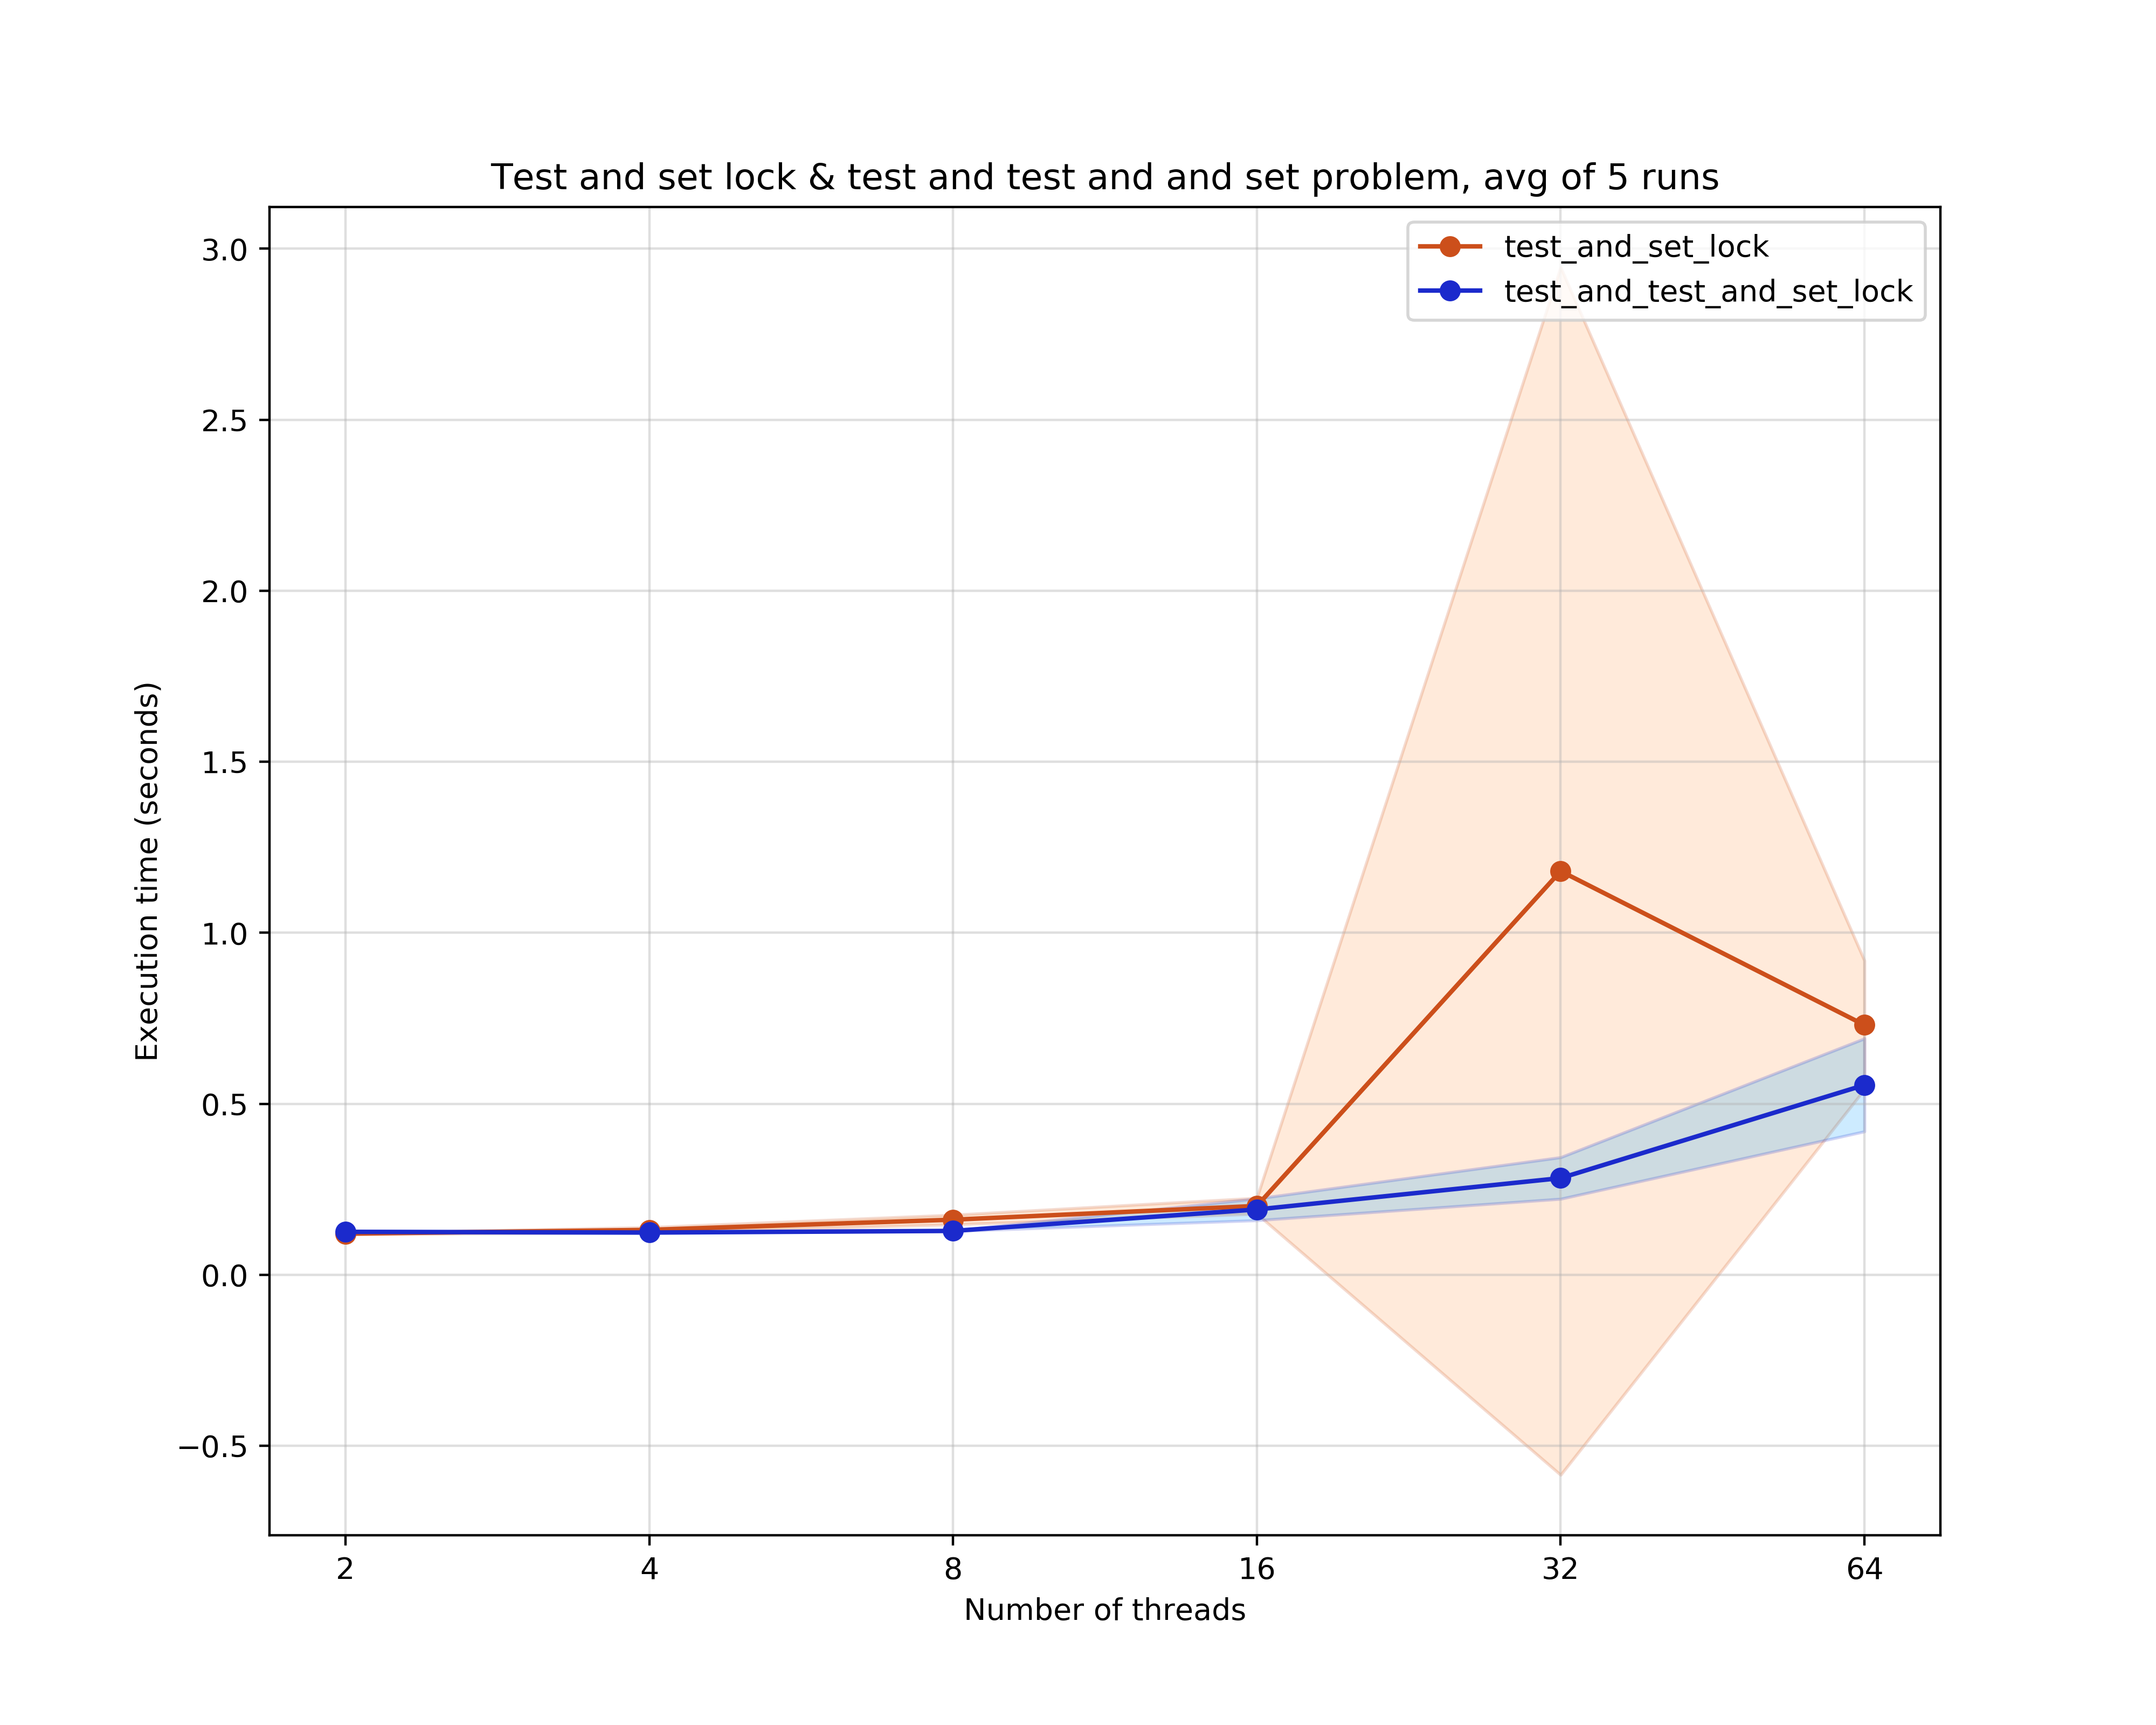 Test and set lock & test and test and and set problem, avg of 5 runs
test_and_set_lock
test_and_test_and_set_lock
Execution time (seconds)
3.0
2.5
2.0
1.5
1.0
0.5
0.0
−0.5
2 4 8 16 32 64
Number of threads